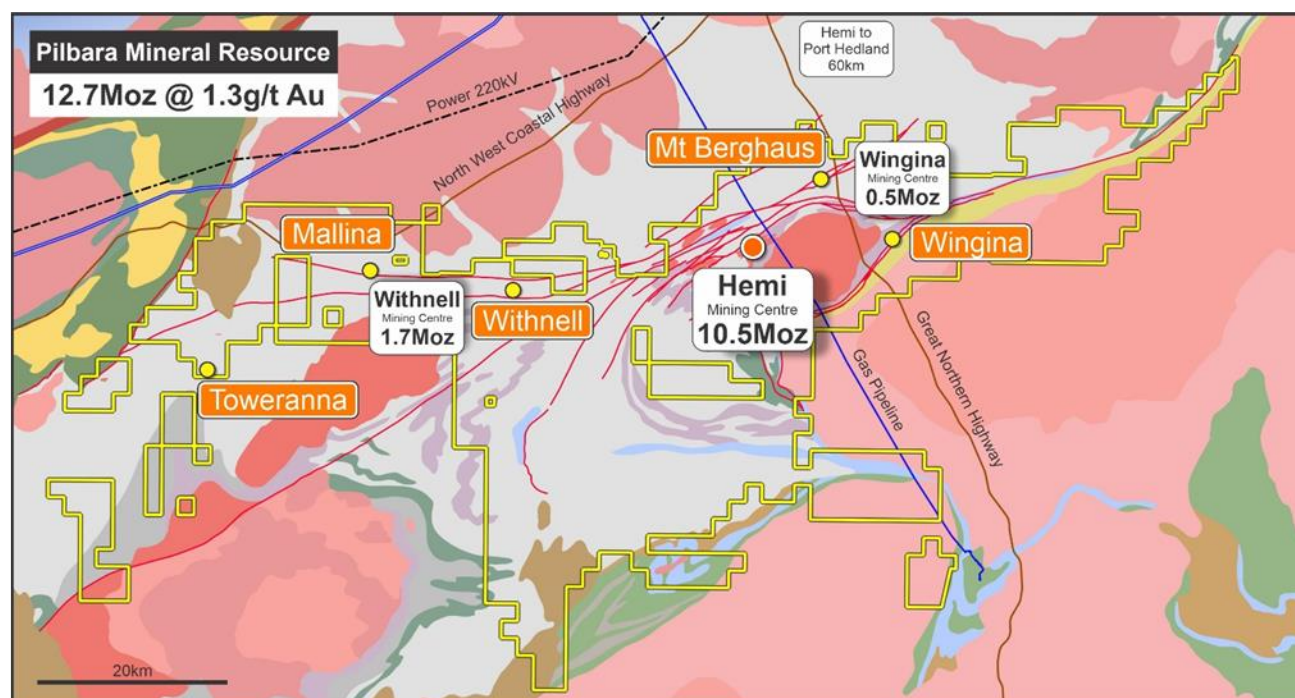 Pilbara Mineral Resource
12.7Moz @ 1.3g/t Au
Hemi to
Port Hedland
60km
Power 220kV
North West Coastal Highway
Mt Berghaus
Wingina
Mining Centre
0.5Moz
Mallina
Wingina
Withnell
Mining Centre
1.7Moz
Withnell
Hemi
Mining Centre
10.5Moz
Toweranna
Gas Pipeline
Great Northern Highway
20km